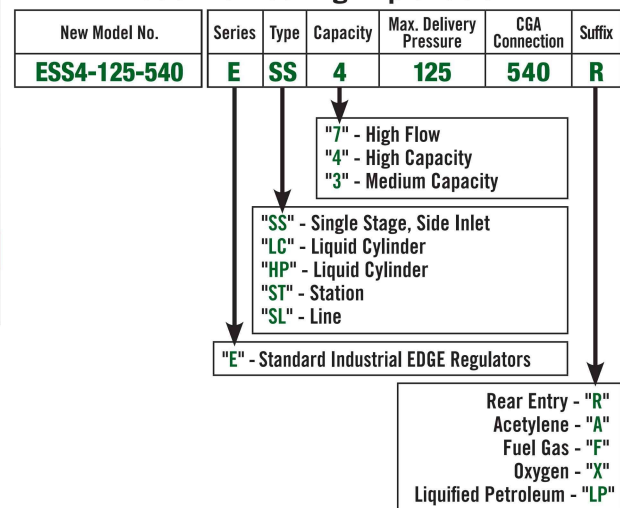 New Model No. Series Type Capacity Max. Delivery Pressure CGA Connection Suffix
ESS4-125-540 E SS 4 125 540 R
"7" - High Flow
"4" - High Capacity
"3" - Medium Capacity
"SS" - Single Stage, Side Inlet
"LC" - Liquid Cylinder
"HP" - Liquid Cylinder
"ST" - Station
"SL" - Line
"E" - Standard Industrial EDGE Regulators
Rear Entry - "R"
Acetylene - "A"
Fuel Gas - "F"
Oxygen - "X"
Liquified Petroleum - "LP"